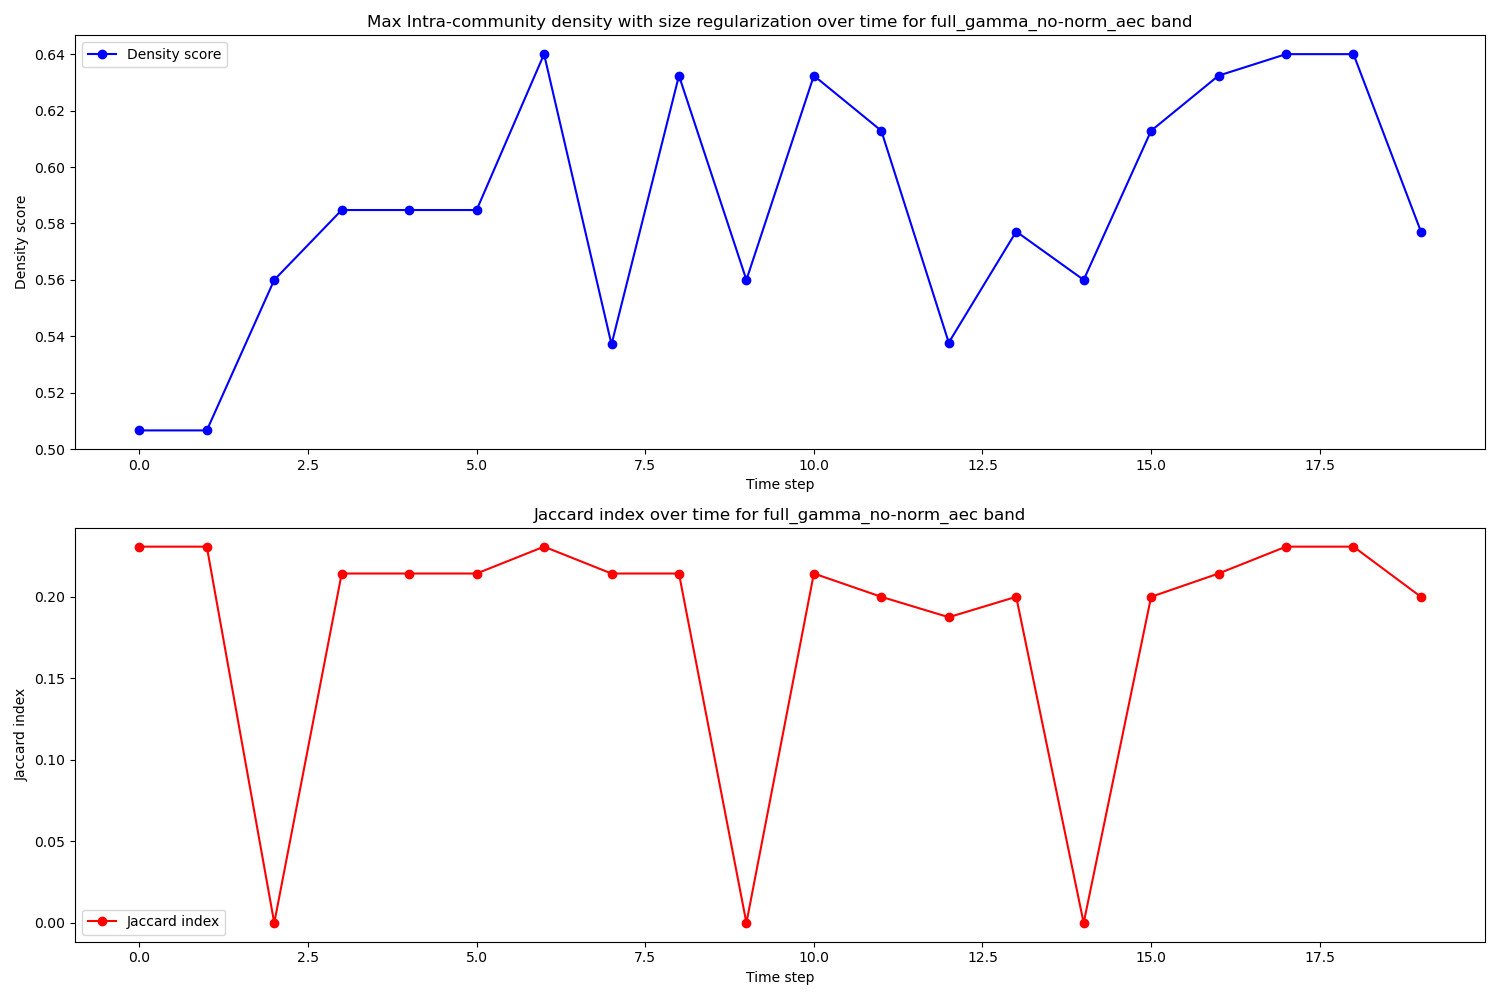 Max Intra-community density with size regularization over time for full_gamma_no-norm_aec band
Density score
0.64
0.62
0.60
0.58
0.56
0.54
0.52
0.50
Density score
0.0 2.5 5.0 7.5 10.0 12.5 15.0 17.5
Time step
Jaccard index over time for full_gamma_no-norm_aec band
0.20
0.15
0.10
0.05
0.00
Jaccard index
Jaccard index
0.0 2.5 5.0 7.5 10.0 12.5 15.0 17.5
Time step